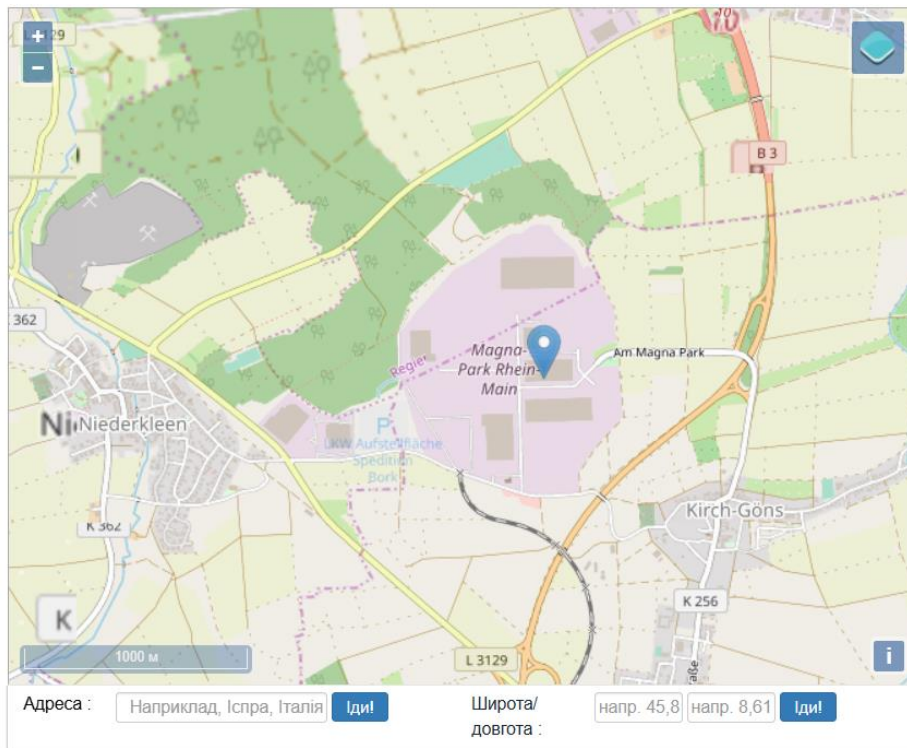 L 3129
10
10
+
−
B 3
K 362
Magna-
Park Rhein-
Main
Am Magna Park
Regier
Niederkleen
P
LKW Aufstellfläche
Spedition
Bork
Kirch-Göns
K 362
K
K 256
1000 м
L 3129
i
Адреса :
Наприклад, Іспра, Італія
Іди!
Широта/
довгота :
напр. 45,8
напр. 8,61
Іди!